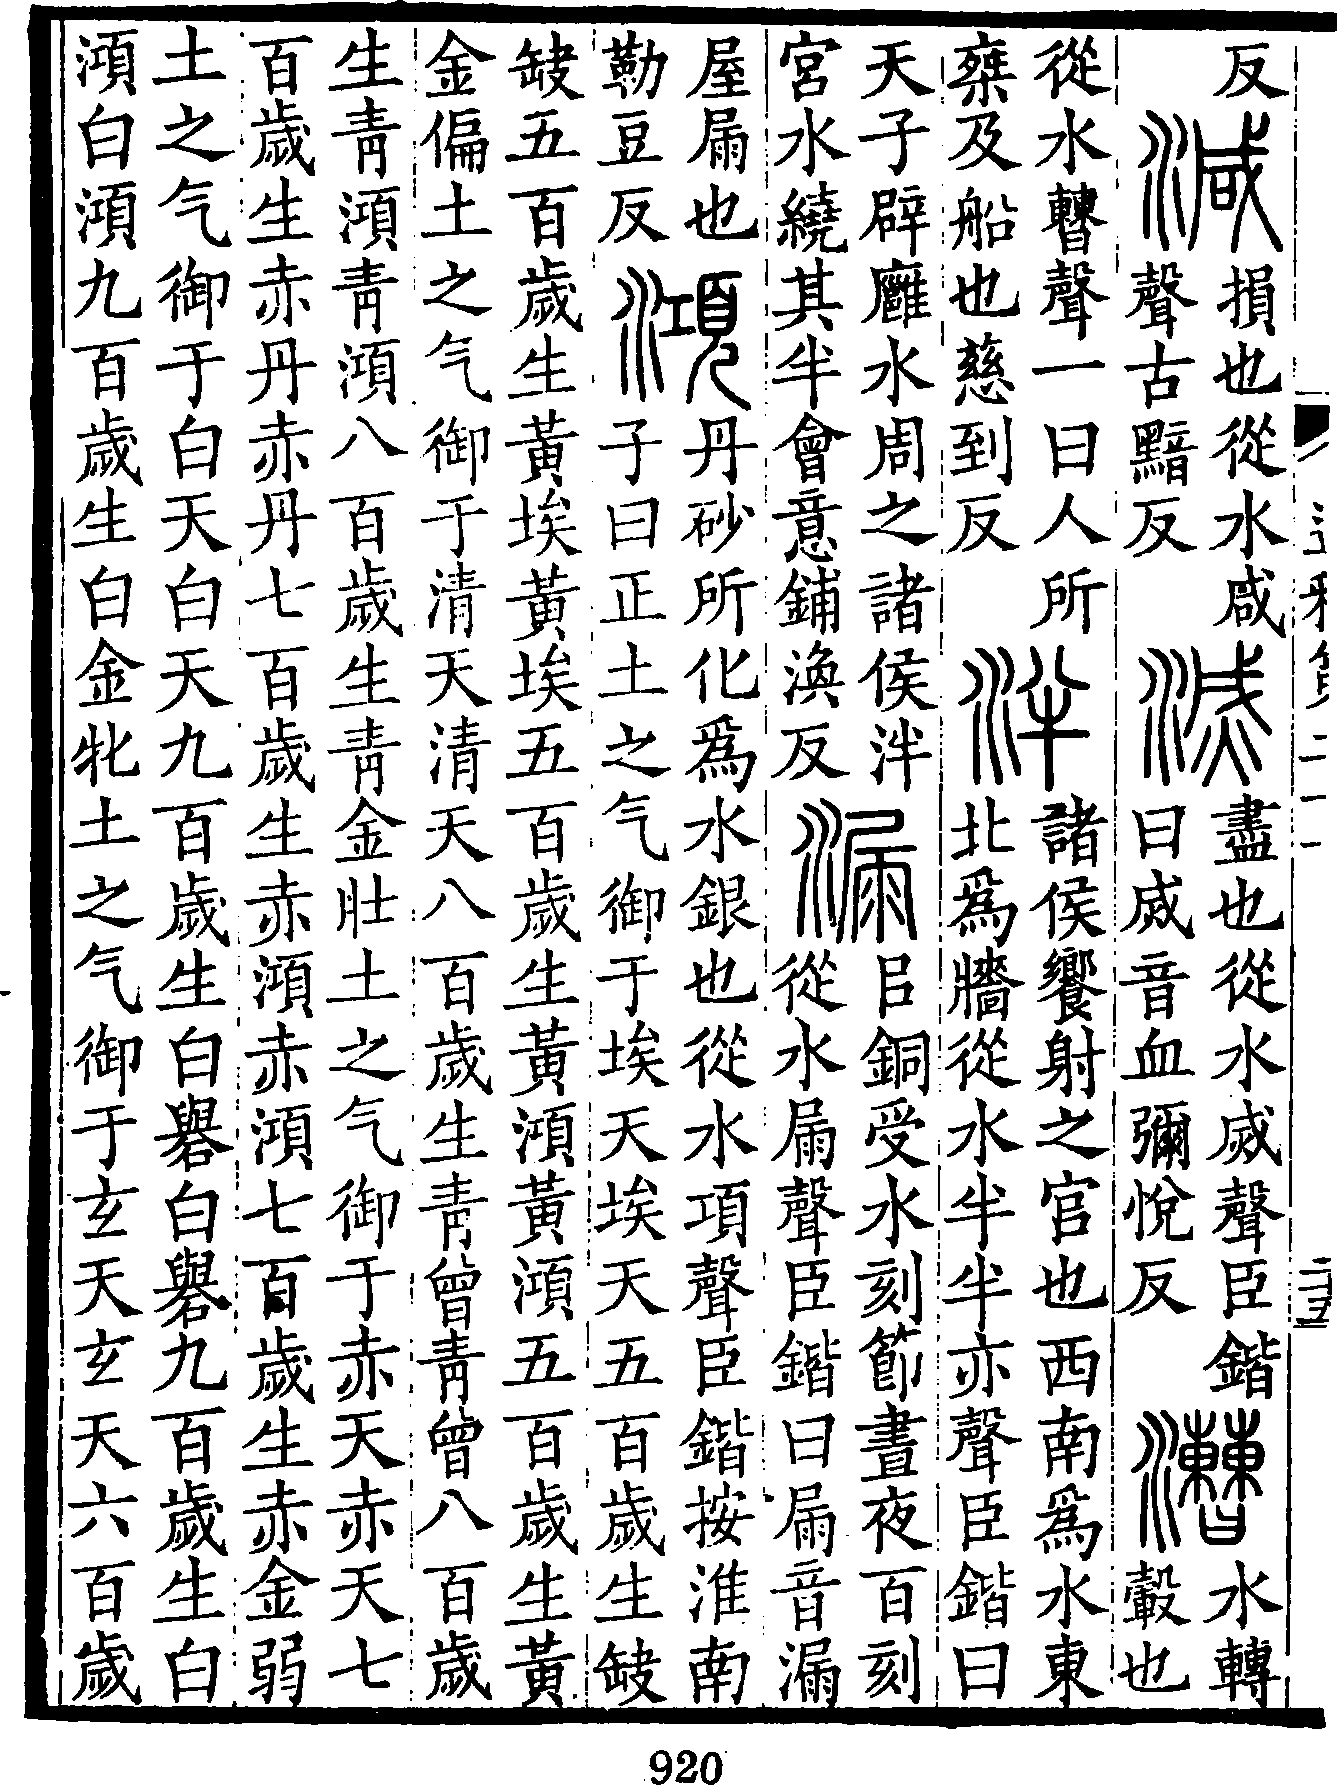 反減損也從水咸聲古黯反滅盡也從水烕聲臣鍇曰烕音血彌悅反漕水轉轂也
從水䡬聲一曰人所椉及船也慈到反泮諸侯饗射之官也西南爲水東北爲牆從水半半亦聲臣鍇曰
天子辟廱水周之諸侯泮宮水繞其半會意鋪渙反漏㠯銅受水刻節晝夜百刻從水屚聲臣鍇曰屚音漏
屋屚也勒豆反澒丹砂所化爲水銀也從水項聲臣鍇按淮南子曰正土之气御于埃天埃天五百歲生缺
缺五百歲生黃埃黃埃五百歲生黃澒黃澒五百歲生黃金偏土之气御于清天清天八百歲生青曾青曾八百歲
生青澒青澒八百歲生青金壯土之气御于赤天赤天七百歲生赤丹赤丹七百歲生赤澒赤澒七百歲生赤金弱
土之气御于白天白天九百歲生白礜白礜九百歲生白澒白澒九百歲生白金牝土之气御于玄天玄天六百歲
920